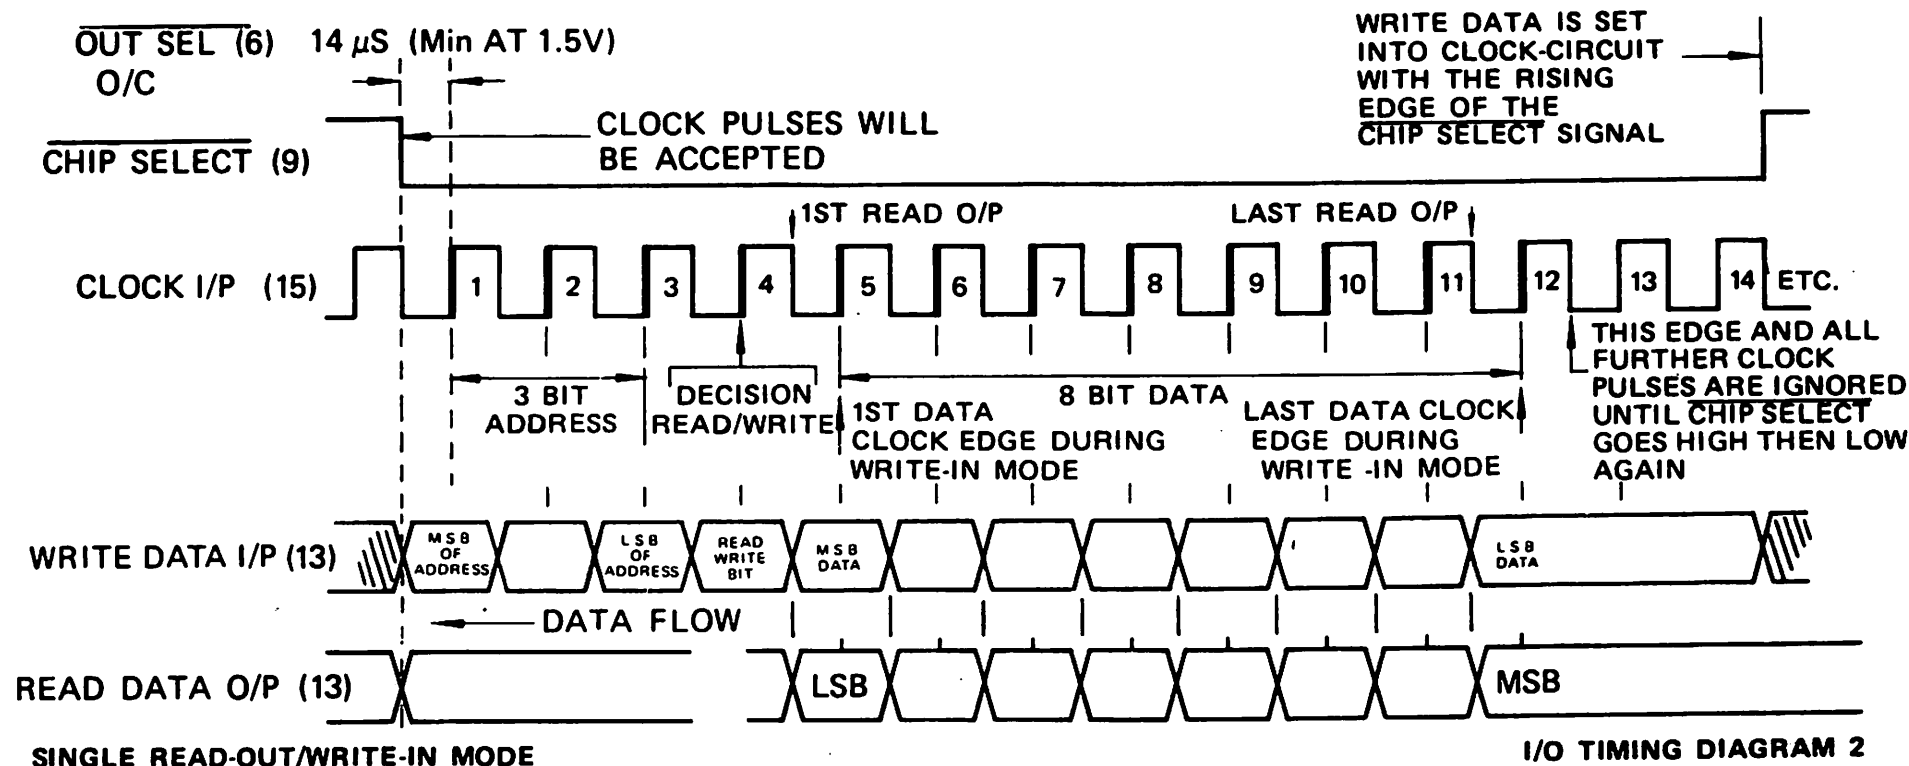 OUT SEL (6) 14 μS (Min AT 1.5V)
O/C
WRITE DATA IS SET
INTO CLOCK-CIRCUIT
WITH THE RISING
EDGE OF THE
CHIP SELECT SIGNAL
CHIP SELECT (9)
CLOCK PULSES WILL
BE ACCEPTED
1ST READ O/P
LAST READ O/P
CLOCK I/P (15)
1 2 3 4 5 6 7 8 9 10 11 12 13 14 ETC.
3 BIT
ADDRESS
DECISION
READ/WRITE
8 BIT DATA
1ST DATA
CLOCK EDGE DURING
WRITE-IN MODE
LAST DATA CLOCK
EDGE DURING
WRITE -IN MODE
THIS EDGE AND ALL
FURTHER CLOCK
PULSES ARE IGNORED
UNTIL CHIP SELECT
GOES HIGH THEN LOW
AGAIN
WRITE DATA I/P (13)
MSB
OF
ADDRESS
LSB
OF
ADDRESS
READ
WRITE
BIT
MSB
DATA
LSB
DATA
DATA FLOW
READ DATA O/P (13)
LSB
MSB
SINGLE READ-OUT/WRITE-IN MODE
I/O TIMING DIAGRAM 2